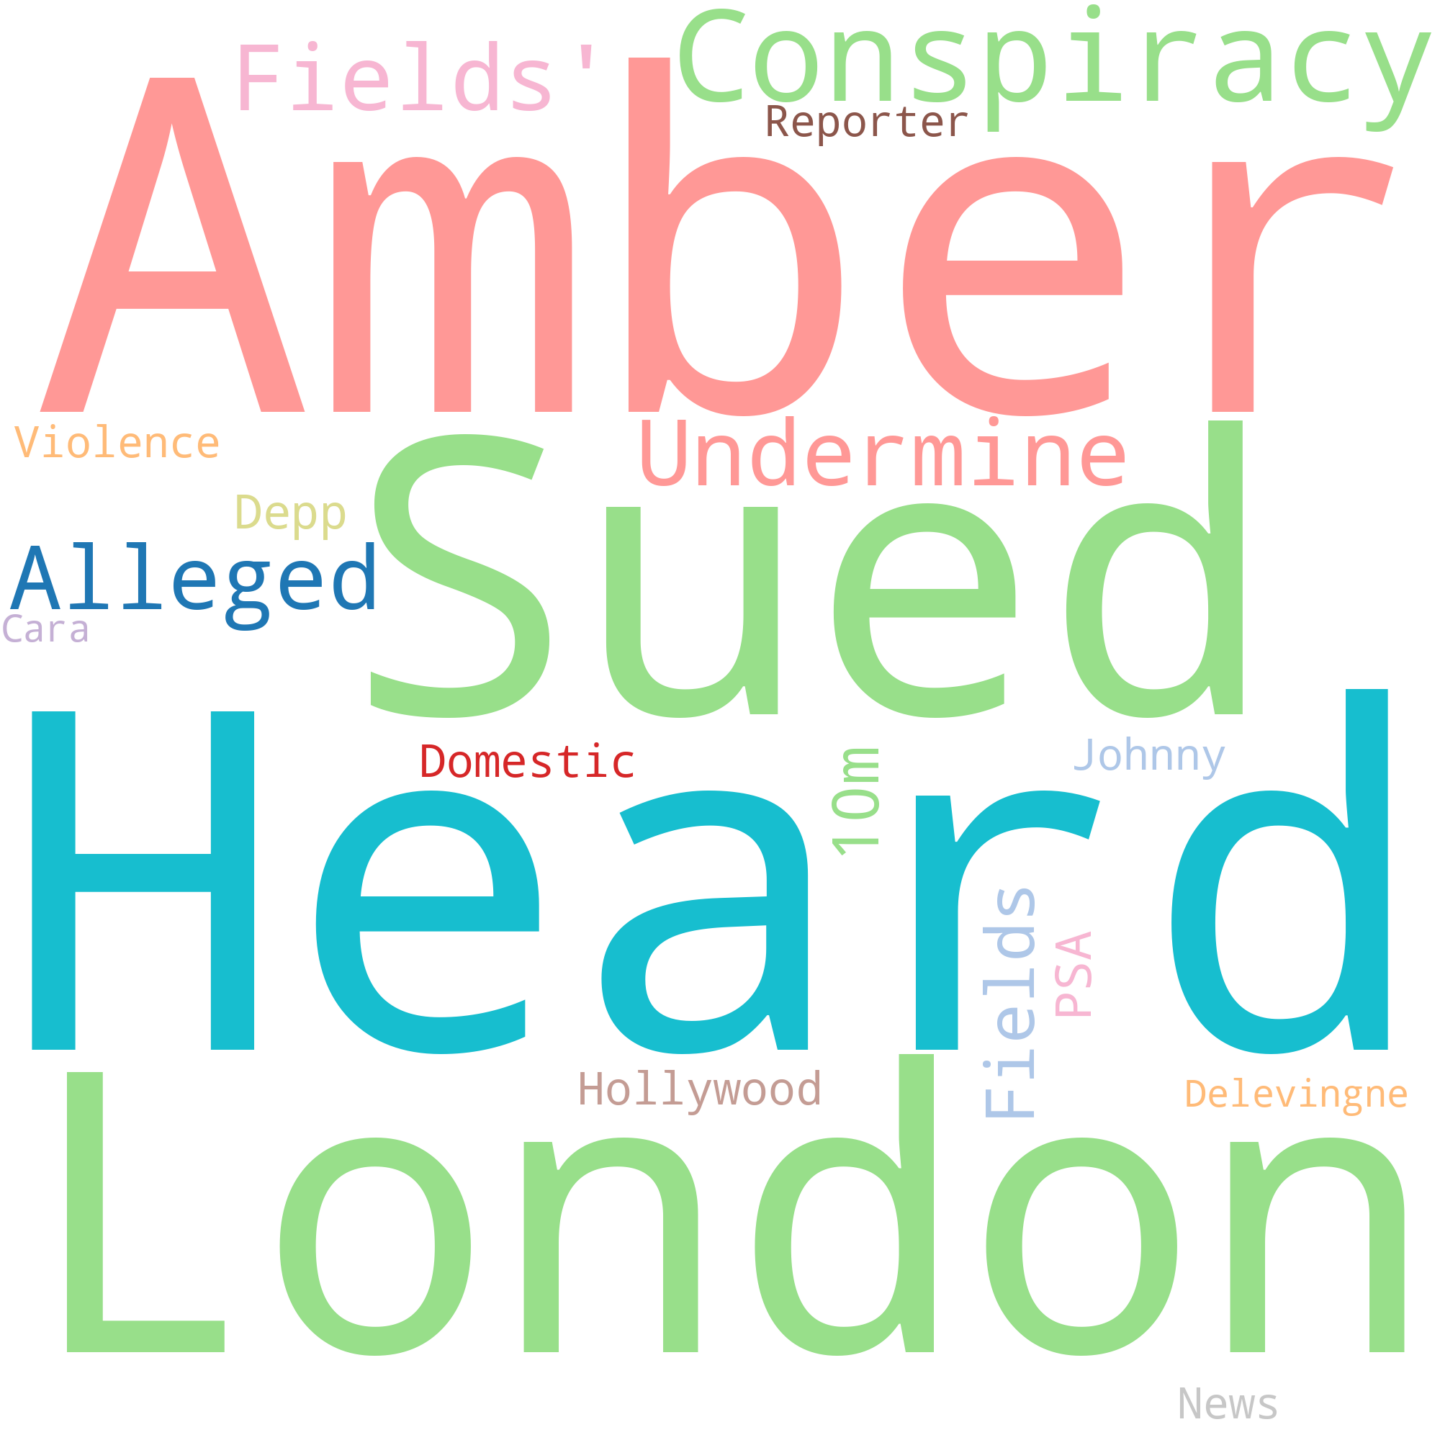 Conspiracy
Fields'
Reporter
Amber
Undermine
Violence
Depp
Sued
Alleged
Cara
Domestic
Johnny
10m
Heard
Fields
PSA
Hollywood
Delevingne
London
News